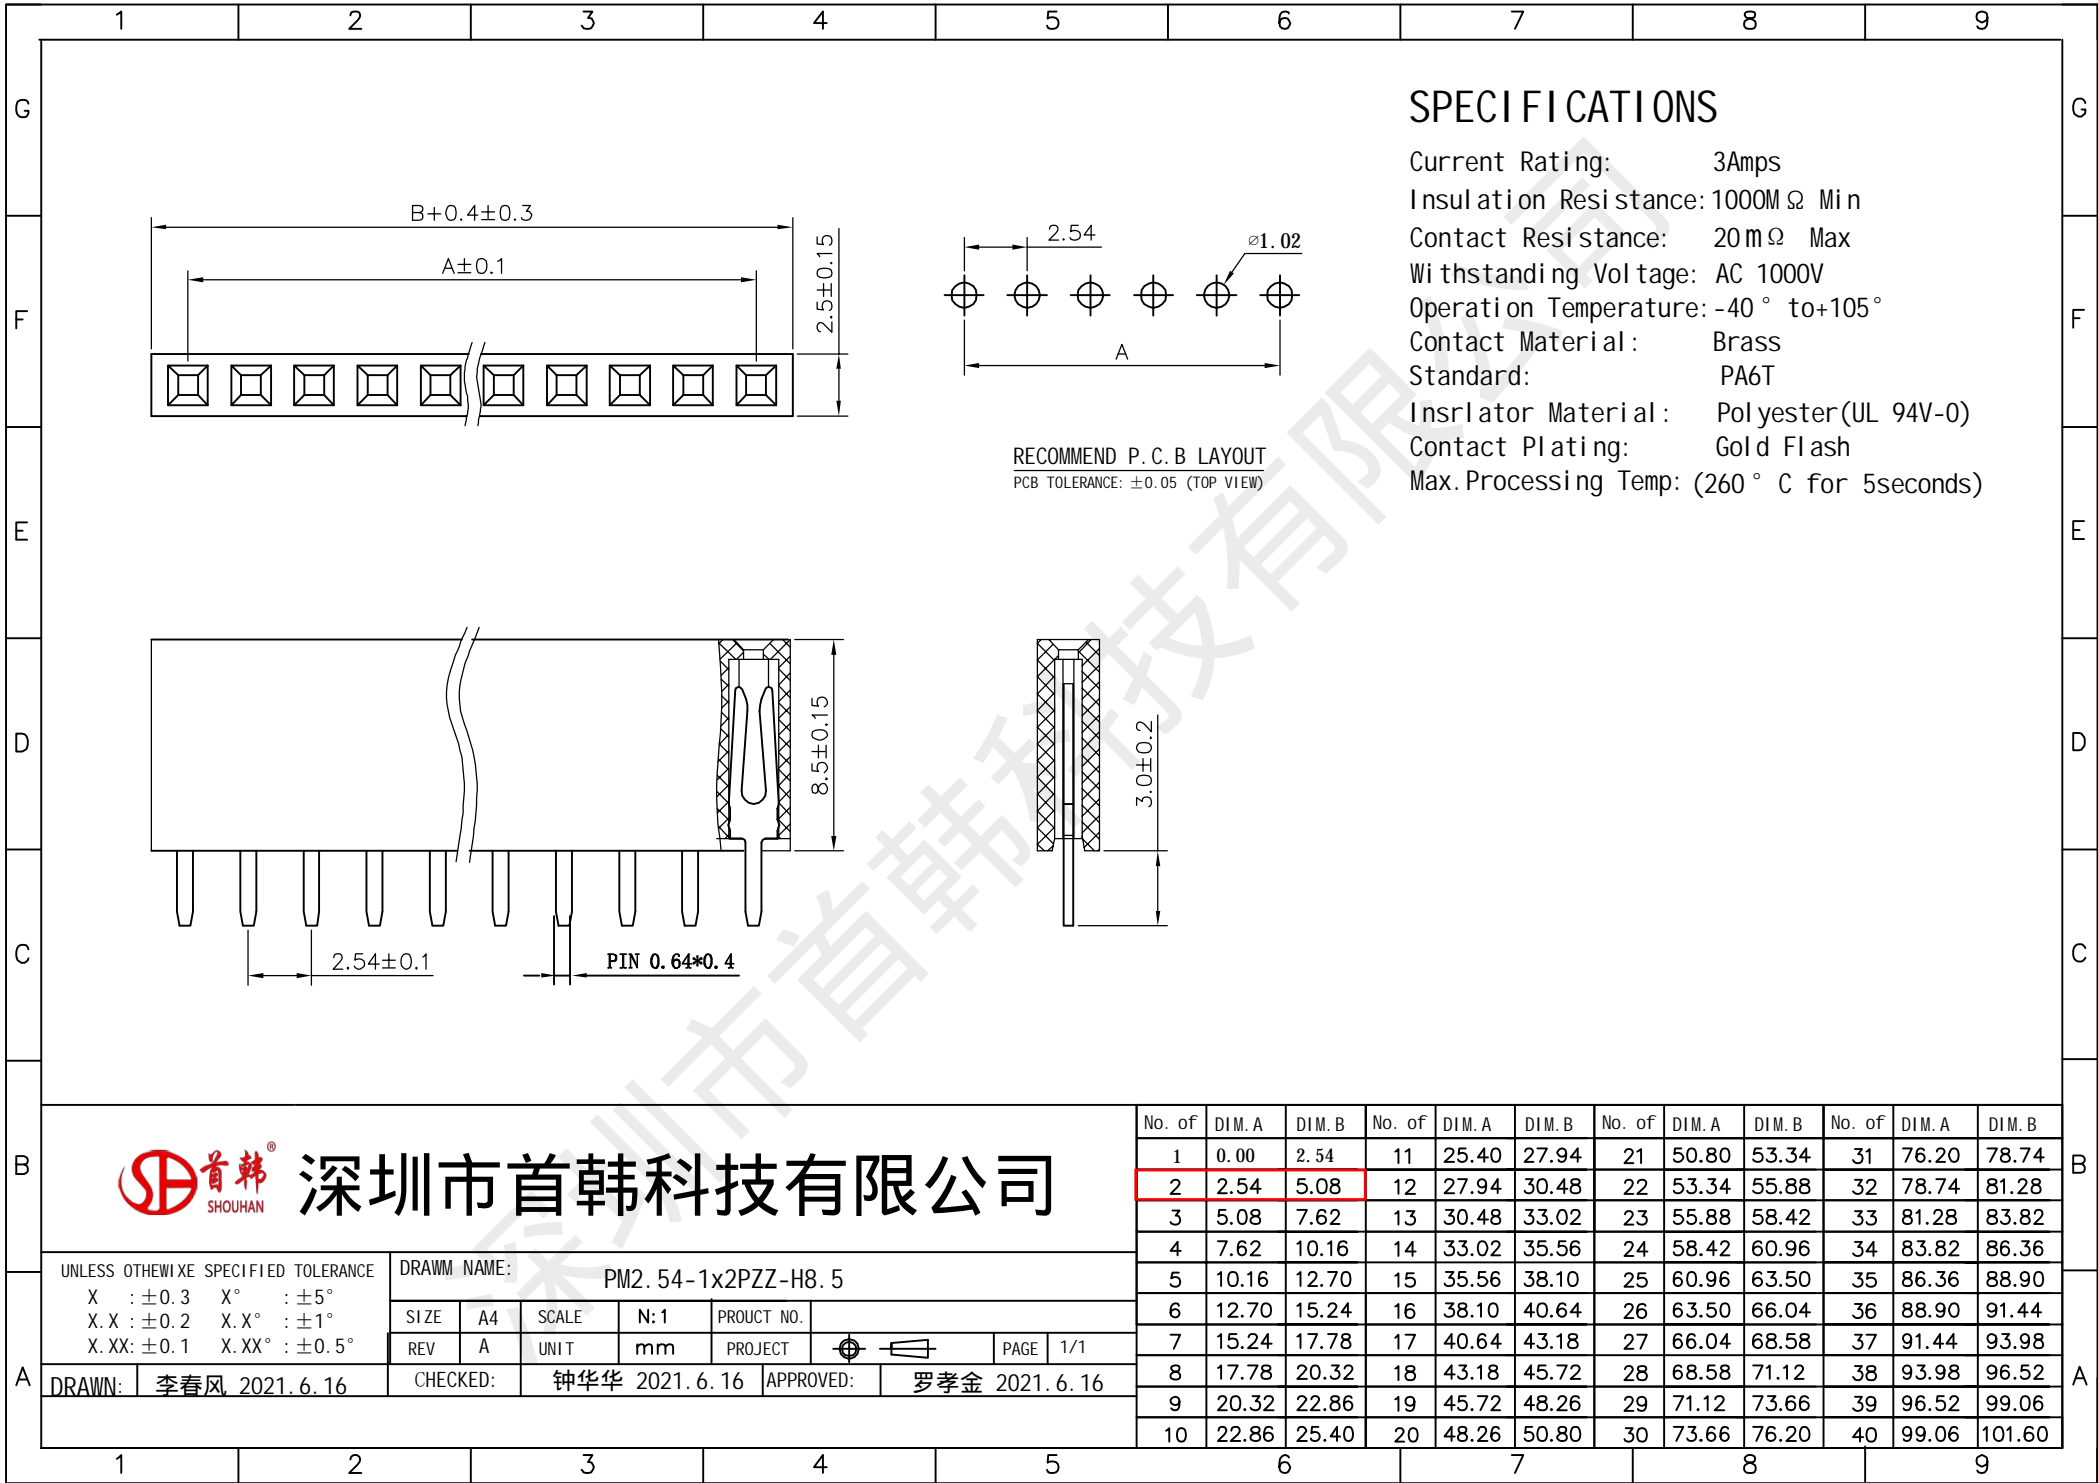 1 2 3 4 5 6 7 8 9
G G
F F
E E
D D
C C
B B
A A
B+0.4±0.3
A±0.1
2.5±0.15
2.54
⌀1.02
A
RECOMMEND P.C.B LAYOUT
PCB TOLERANCE: ±0.05 (TOP VIEW)
SPECIFICATIONS
Current Rating: 3Amps
Insulation Resistance: 1000MΩ Min
Contact Resistance: 20mΩ Max
Withstanding Voltage: AC 1000V
Operation Temperature: -40° to+105°
Contact Material: Brass
Standard: PA6T
Insrlator Material: Polyester(UL 94V-0)
Contact Plating: Gold Flash
Max.Processing Temp: (260°C for 5seconds)
8.5±0.15
3.0±0.2
2.54±0.1
PIN 0.64*0.4
深圳市首韩科技有限公司
首韩®
SHOUHAN
深圳市首韩科技有限公司
UNLESS OTHEWIXE SPECIFIED TOLERANCE
X :±0.3 X° :±5°
X.X :±0.2 X.X° :±1°
X.XX:±0.1 X.XX° :±0.5°
DRAWM NAME: PM2.54-1x2PZZ-H8.5
SIZE A4 SCALE N:1 PROUCT NO.
REV A UNIT mm PROJECT PAGE 1/1
DRAWN: 李春风 2021.6.16 CHECKED: 钟华华 2021.6.16 APPROVED: 罗孝金 2021.6.16
No. of DIM.A DIM.B No. of DIM.A DIM.B No. of DIM.A DIM.B No. of DIM.A DIM.B
1 0.00 2.54 11 25.40 27.94 21 50.80 53.34 31 76.20 78.74
2 2.54 5.08 12 27.94 30.48 22 53.34 55.88 32 78.74 81.28
3 5.08 7.62 13 30.48 33.02 23 55.88 58.42 33 81.28 83.82
4 7.62 10.16 14 33.02 35.56 24 58.42 60.96 34 83.82 86.36
5 10.16 12.70 15 35.56 38.10 25 60.96 63.50 35 86.36 88.90
6 12.70 15.24 16 38.10 40.64 26 63.50 66.04 36 88.90 91.44
7 15.24 17.78 17 40.64 43.18 27 66.04 68.58 37 91.44 93.98
8 17.78 20.32 18 43.18 45.72 28 68.58 71.12 38 93.98 96.52
9 20.32 22.86 19 45.72 48.26 29 71.12 73.66 39 96.52 99.06
10 22.86 25.40 20 48.26 50.80 30 73.66 76.20 40 99.06 101.60
1 2 3 4 5 6 7 8 9